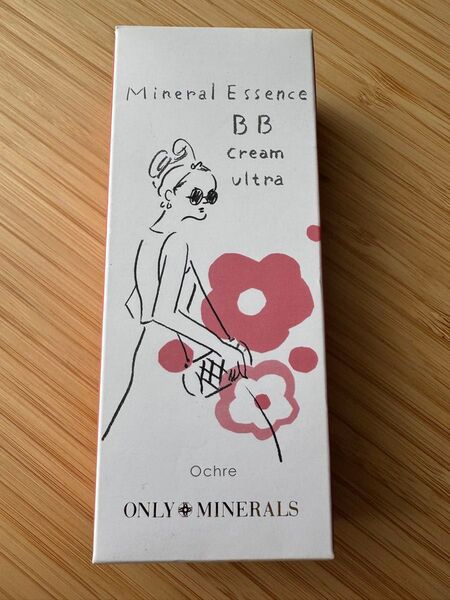 Mineral Essence
BB
cream
ultra
Ochre
ONLY MINERALS